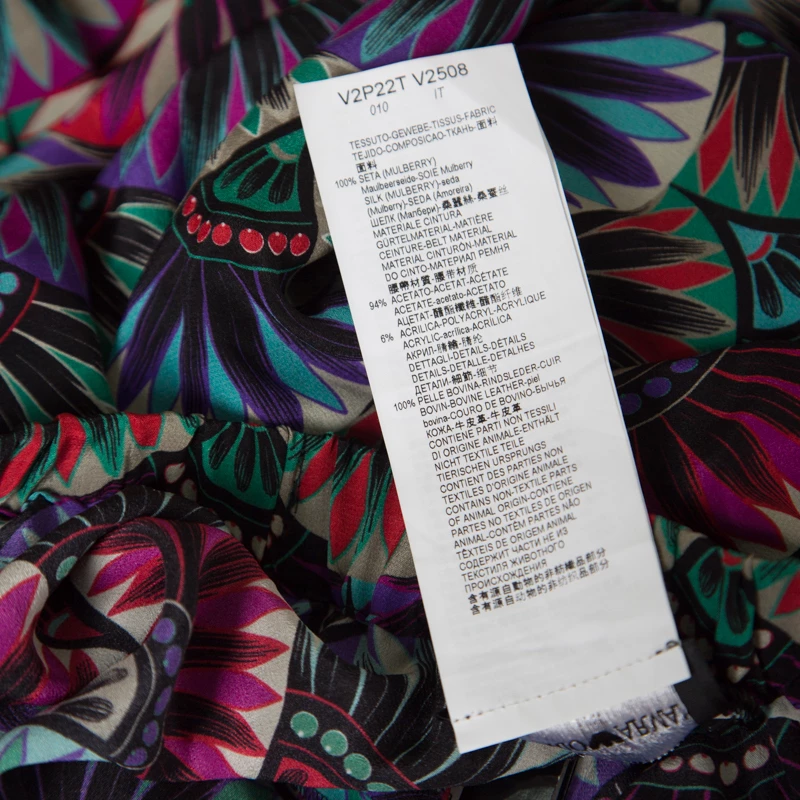 V2P22T V2508
010 IT
TESSUTO-GEWEBE-TISSUS-FABRIC
TEJIDO-COMPOSICAO-ТКАНЬ-面料
面料
100% SETA (MULBERRY)
Maulbeerseide-SOIE Mulberry
SILK (MULBERRY)-seda
(Mulberry)-SEDA (Amoreira)
ШЕЛК (Манбери)-桑蠶絲-桑蚕丝
MATERIALE CINTURA
GÜRTELMATERIAL-MATIÈRE
CEINTURE-BELT MATERIAL
MATERIAL CINTURÓN-MATERIAL
DO CINTO-МАТЕРИАЛ РЕМНЯ
腰帶材質-腰带材质
94% ACETATO-ACETAT-ACÉTATE
ACETATE-acetato-ACETATO
АЦЕТАТ-醋酯纖維-醋酯纤维
6% ACRILICA-POLYACRYL-ACRYLIQUE
ACRYLIC-acrílica-ACRÍLICA
АКРИЛ-腈綸-腈纶
DETTAGLI-DETAILS-DÉTAILS
DETAILS-DETALLE-DETALHES
ДЕТАЛИ-細節-细节
100% PELLE BOVINA-RINDSLEDER-CUIR
BOVIN-BOVINE LEATHER-piel
bovina-COURO DE BOVINO-БЫЧЬЯ
КОЖА-牛皮革-牛皮革
CONTIENE PARTI NON TESSILI
DI ORIGINE ANIMALE-ENTHÄLT
NICHT TEXTILE TEILE
TIERISCHEN URSPRUNGS
CONTIENT DES PARTIES NON
TEXTILES D'ORIGINE ANIMALE
CONTAINS NON-TEXTILE PARTS
OF ANIMAL ORIGIN-CONTIENE
PARTES NO TEXTILES DE ORIGEN
ANIMAL-CONTÉM PARTES NÃO
TÊXTEIS DE ORIGEM ANIMAL
СОДЕРЖИТ ЧАСТИ НЕ ИЗ
ТЕКСТИЛЯ ЖИВОТНОГО
ПРОИСХОЖДЕНИЯ
含有源自動物的非紡織品部分
含有源自动物的非纺织品部分